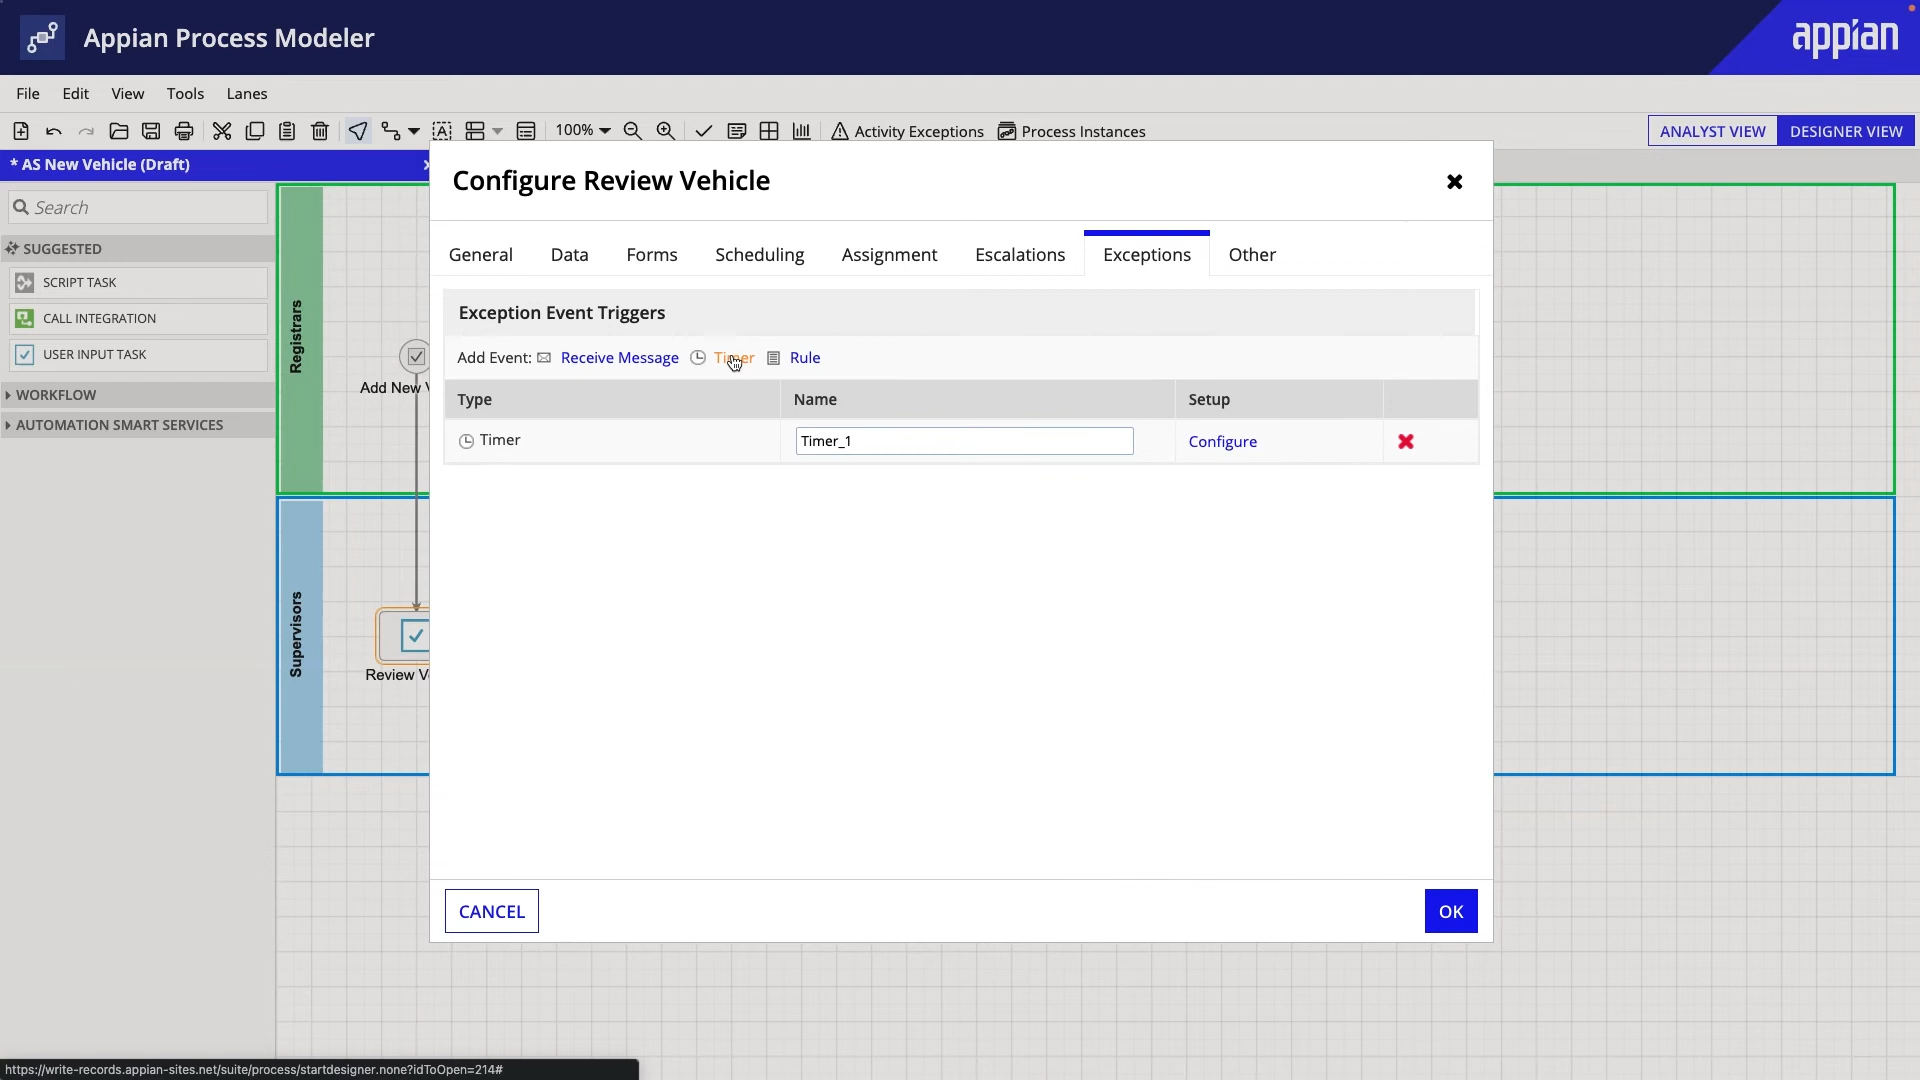 Appian Process Modeler
appian
File Edit View Tools Lanes
100% Activity Exceptions Process Instances ANALYST VIEW DESIGNER VIEW
* AS New Vehicle (Draft)
Configure Review Vehicle
Search
SUGGESTED
SCRIPT TASK
CALL INTEGRATION
USER INPUT TASK
WORKFLOW
AUTOMATION SMART SERVICES
Registrars
Add New V
Supervisors
Review V
General Data Forms Scheduling Assignment Escalations Exceptions Other
Exception Event Triggers
Add Event: Receive Message Timer Rule
Type Name Setup
Timer Timer_1 Configure
CANCEL OK
https://write-records.appian-sites.net/suite/process/startdesigner.none?idToOpen=214#